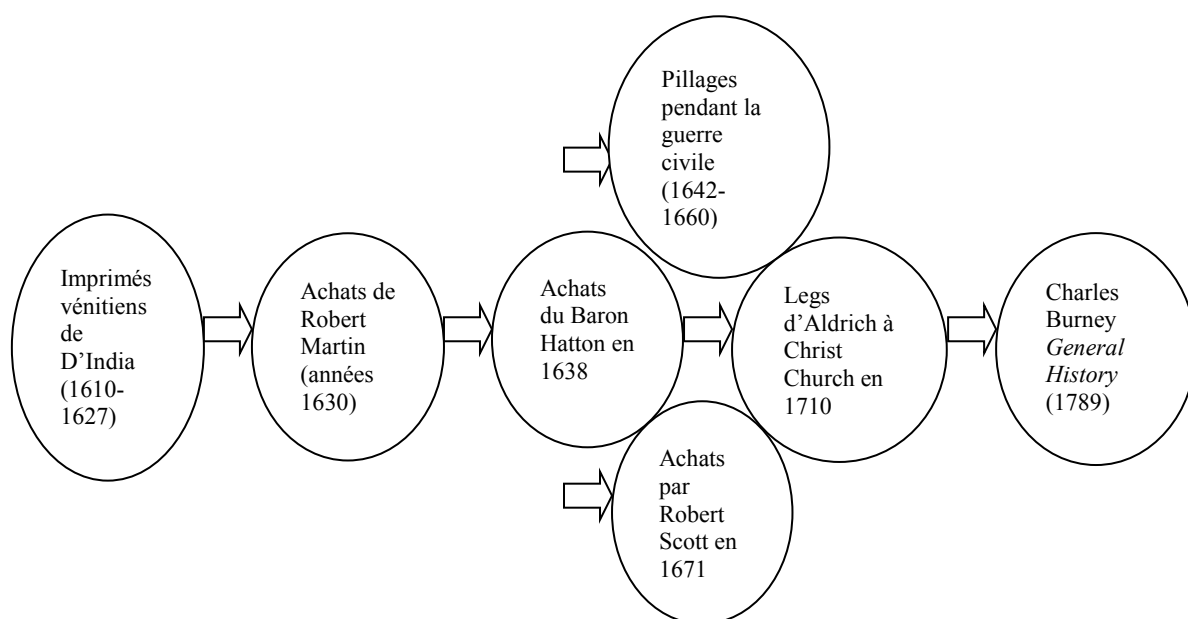 Imprimés
vénitiens
de
D’India
(1610-
1627)
Achats de
Robert
Martin
(années
1630)
Achats
du Baron
Hatton en
1638
Pillages
pendant la
guerre
civile
(1642-
1660)
Achats
par
Robert
Scott en
1671
Legs
d’Aldrich à
Christ
Church en
1710
Charles
Burney
General
History
(1789)